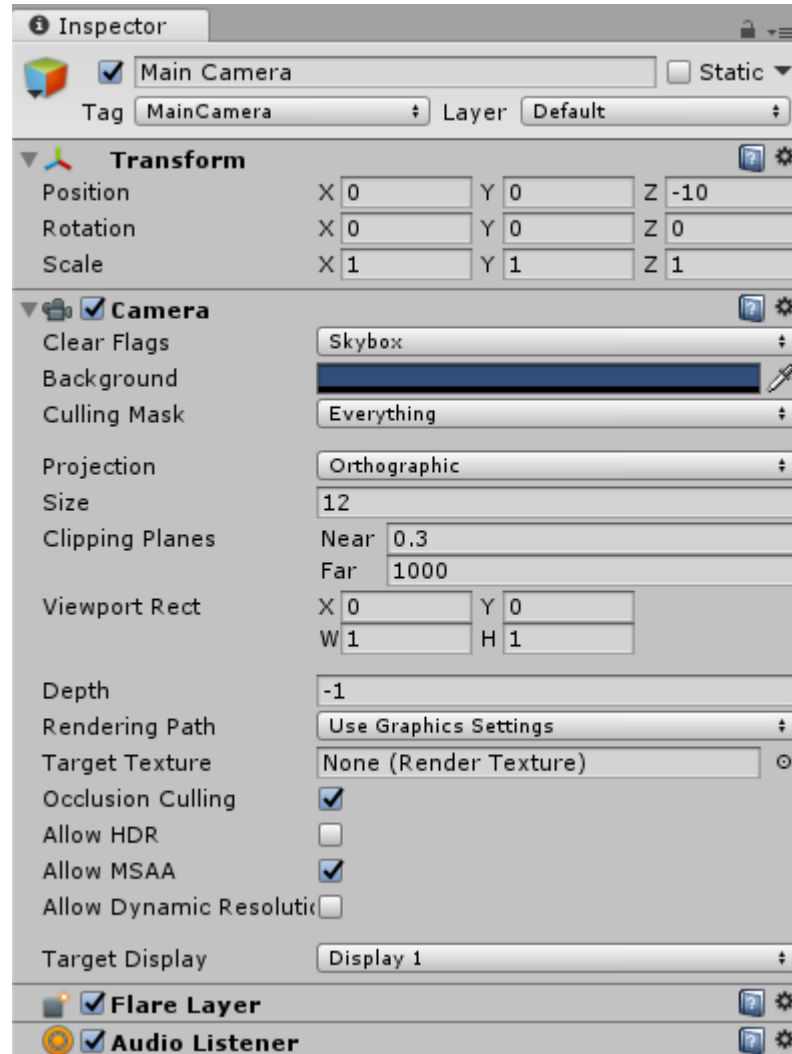 Inspector
Main Camera Static
Tag MainCamera Layer Default
Transform
Position X 0 Y 0 Z -10
Rotation X 0 Y 0 Z 0
Scale X 1 Y 1 Z 1
Camera
Clear Flags Skybox
Background
Culling Mask Everything
Projection Orthographic
Size 12
Clipping Planes Near 0.3
Far 1000
Viewport Rect X 0 Y 0
W 1 H 1
Depth -1
Rendering Path Use Graphics Settings
Target Texture None (Render Texture)
Occlusion Culling
Allow HDR
Allow MSAA
Allow Dynamic Resoluti
Target Display Display 1
Flare Layer
Audio Listener